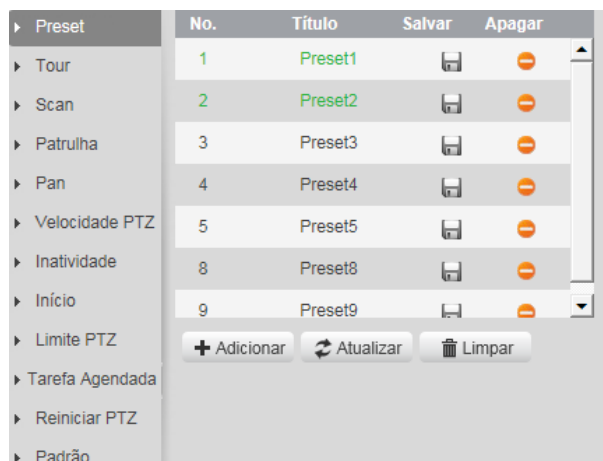 Preset
Tour
Scan
Patrulha
Pan
Velocidade PTZ
Inatividade
Início
Limite PTZ
Tarefa Agendada
Reiniciar PTZ
Padrão
No. Título Salvar Apagar
1 Preset1
2 Preset2
3 Preset3
4 Preset4
5 Preset5
8 Preset8
9 Preset9
Adicionar Atualizar Limpar